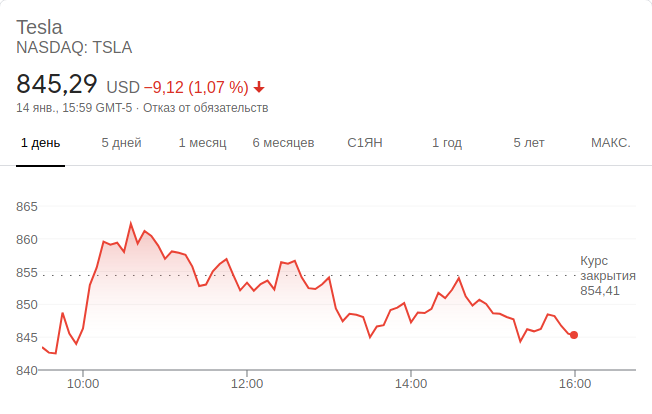 Tesla
NASDAQ: TSLA
845,29 USD −9,12 (1,07 %)
14 янв., 15:59 GMT-5 · Отказ от обязательств
1 день 5 дней 1 месяц 6 месяцев С1ЯН 1 год 5 лет МАКС.
865
860
855
850
845
840
Курс
закрытия
854,41
10:00 12:00 14:00 16:00